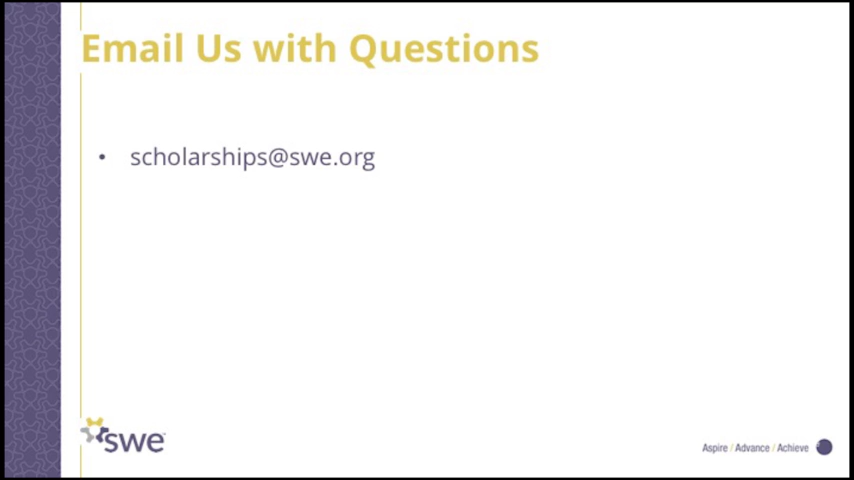 Email Us with Questions
• scholarships@swe.org
swe
Aspire / Advance / Achieve